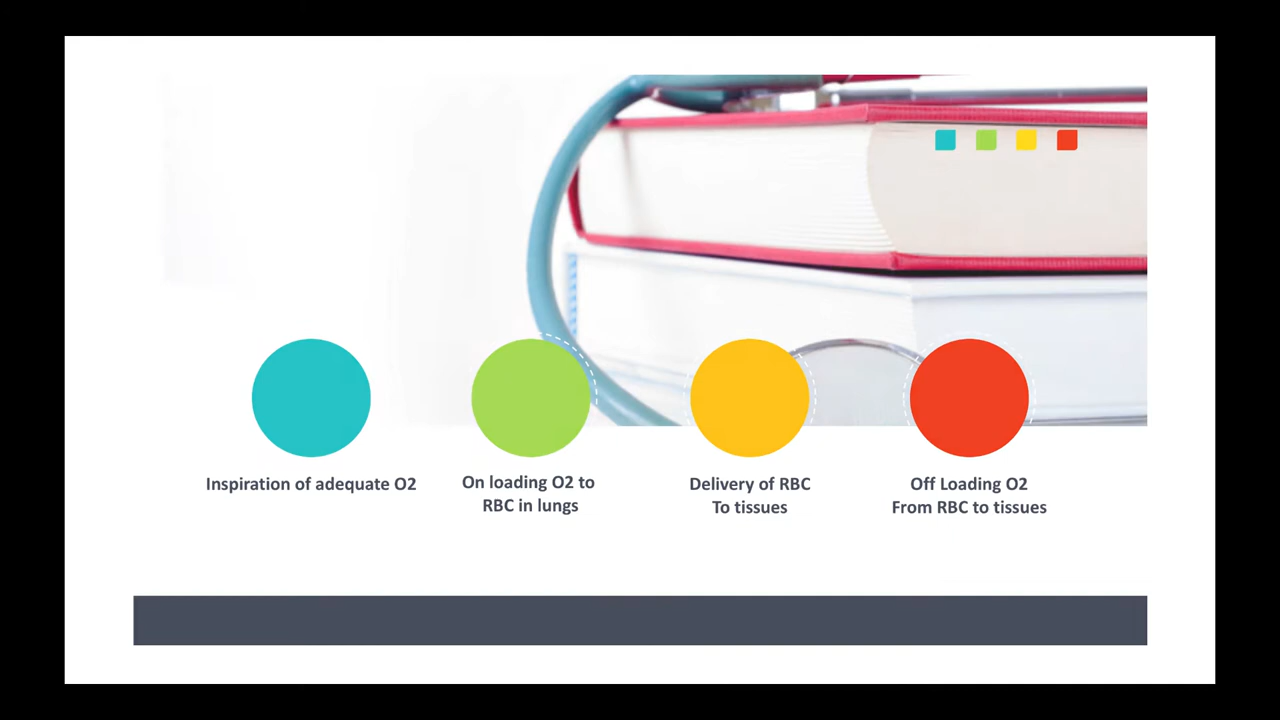 Inspiration of adequate O2
On loading O2 to
RBC in lungs
Delivery of RBC
To tissues
Off Loading O2
From RBC to tissues